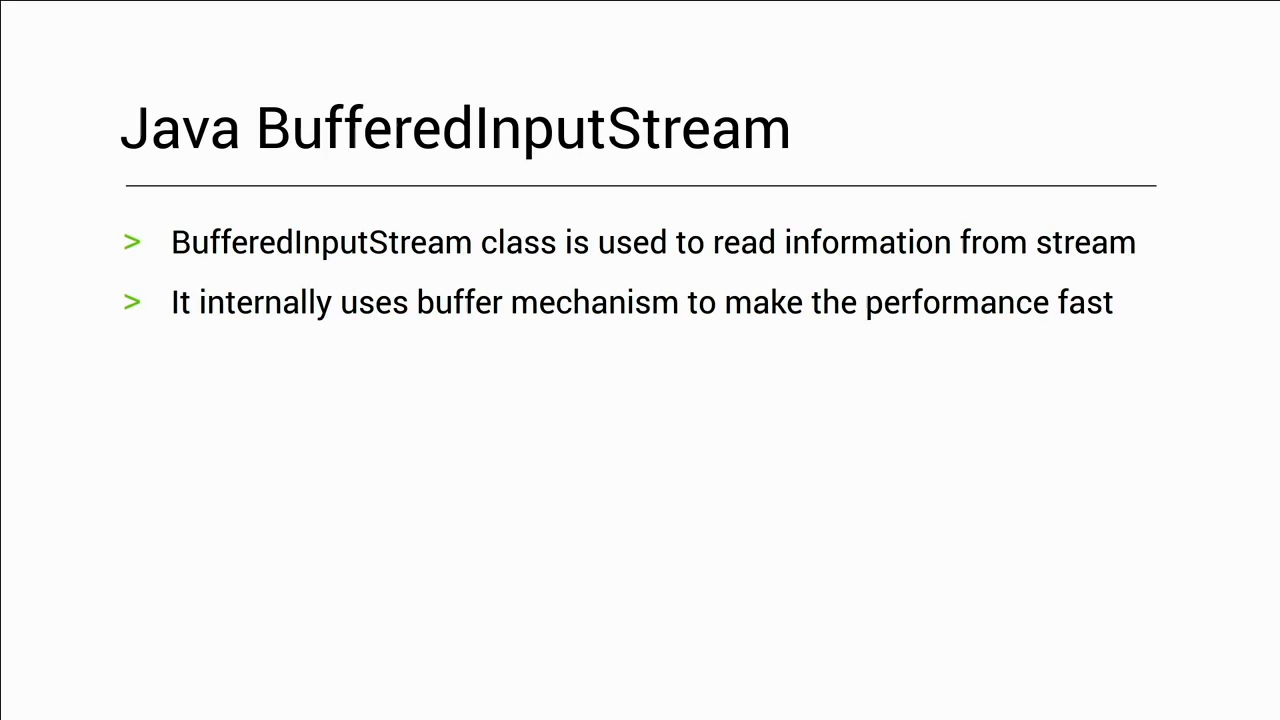 Java BufferedInputStream
> BufferedInputStream class is used to read information from stream
> It internally uses buffer mechanism to make the performance fast